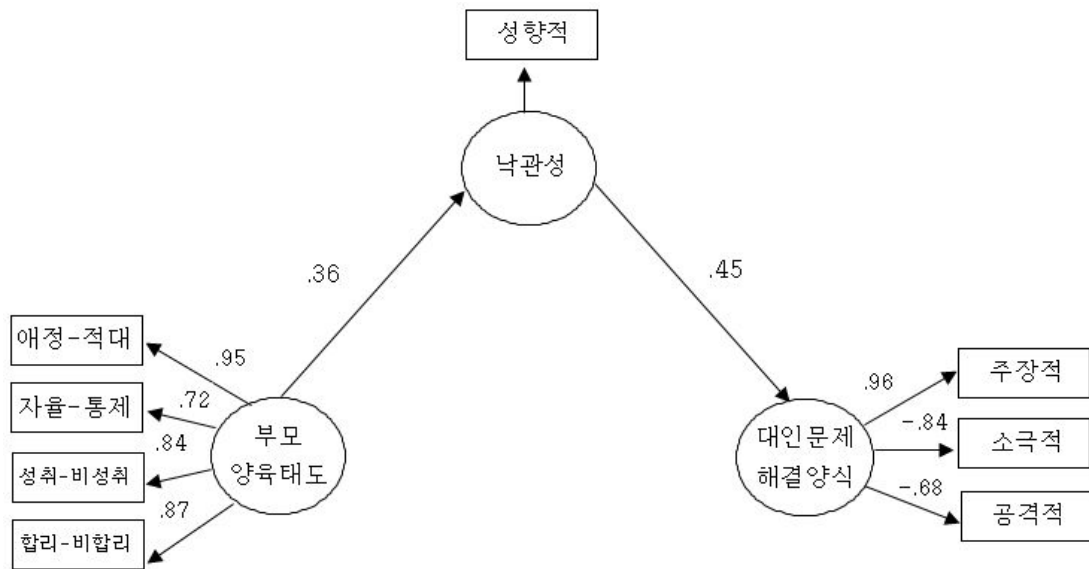 성향적
낙관성
.36
.45
애정-적대
.95
자율-통제
.72
성취-비성취
.84
합리-비합리
.87
부모
양육태도
대인문제
해결양식
.96
주장적
-.84
소극적
-.68
공격적